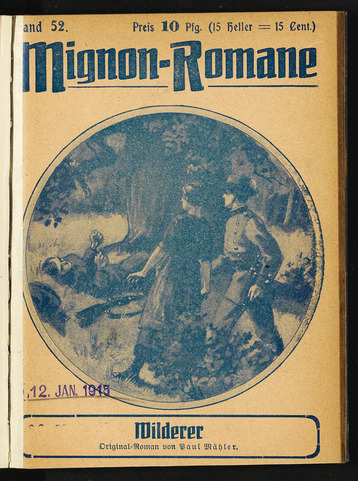 and 52. Preis 10 Pfg. (15 Heller = 15 Cent.)
Mignon-Romane
12. JAN. 1915
Wilderer
Original-Roman von Paul Mähler.